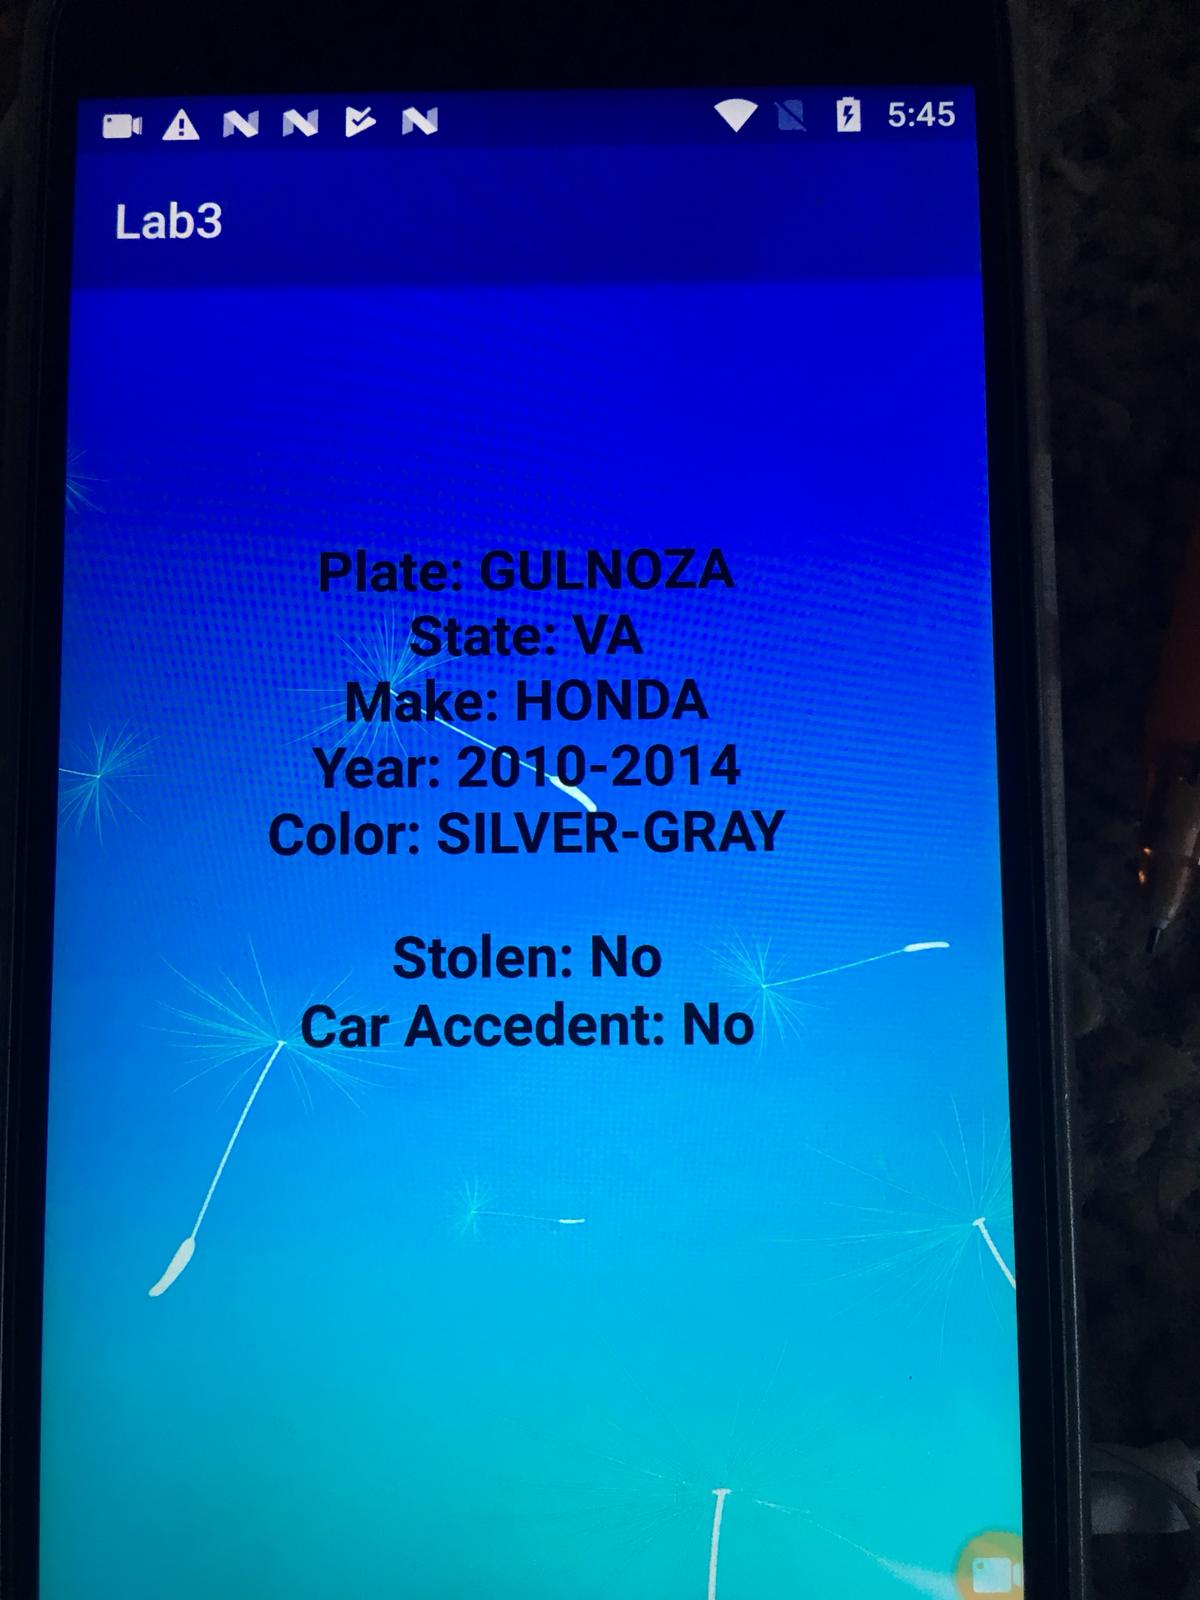 5:45
Lab3
Plate: GULNOZA
State: VA
Make: HONDA
Year: 2010-2014
Color: SILVER-GRAY
Stolen: No
Car Accedent: No